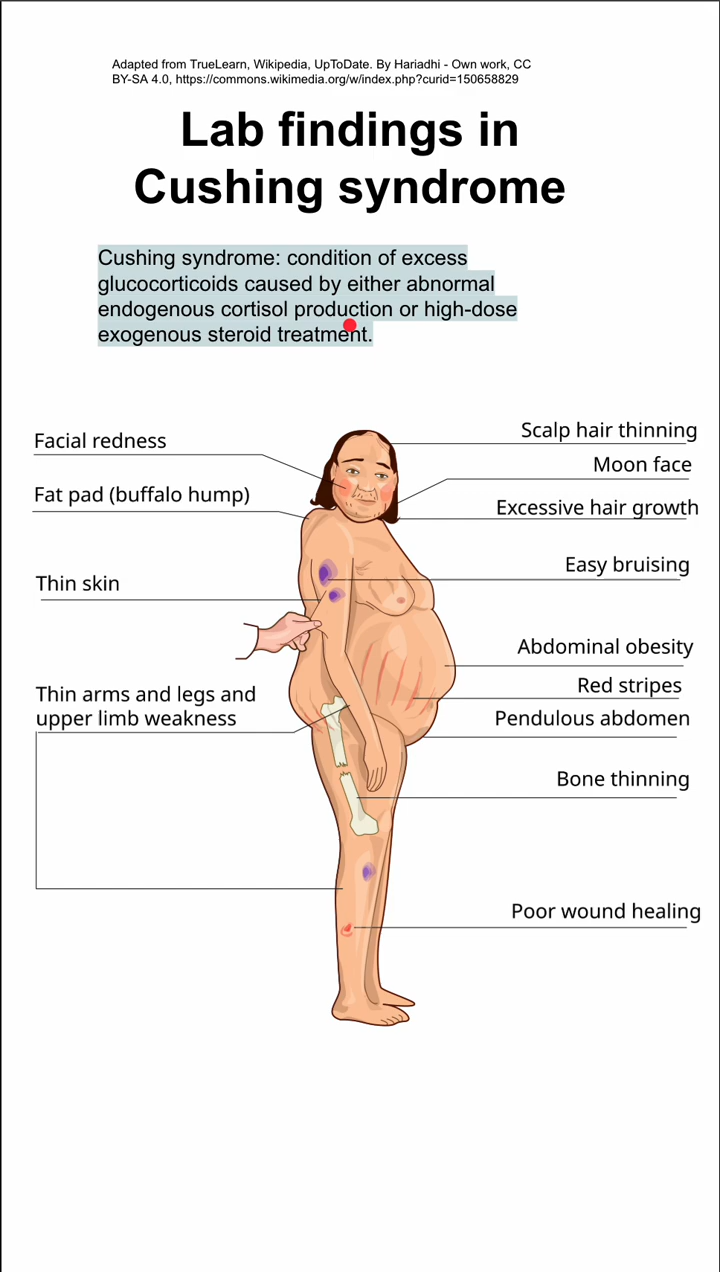 Adapted from TrueLearn, Wikipedia, UpToDate. By Hariadhi - Own work, CC
BY-SA 4.0, https://commons.wikimedia.org/w/index.php?curid=150658829
Lab findings in
Cushing syndrome
Cushing syndrome: condition of excess
glucocorticoids caused by either abnormal
endogenous cortisol production or high-dose
exogenous steroid treatment.
Facial redness
Fat pad (buffalo hump)
Thin skin
Thin arms and legs and
upper limb weakness
Scalp hair thinning
Moon face
Excessive hair growth
Easy bruising
Abdominal obesity
Red stripes
Pendulous abdomen
Bone thinning
Poor wound healing